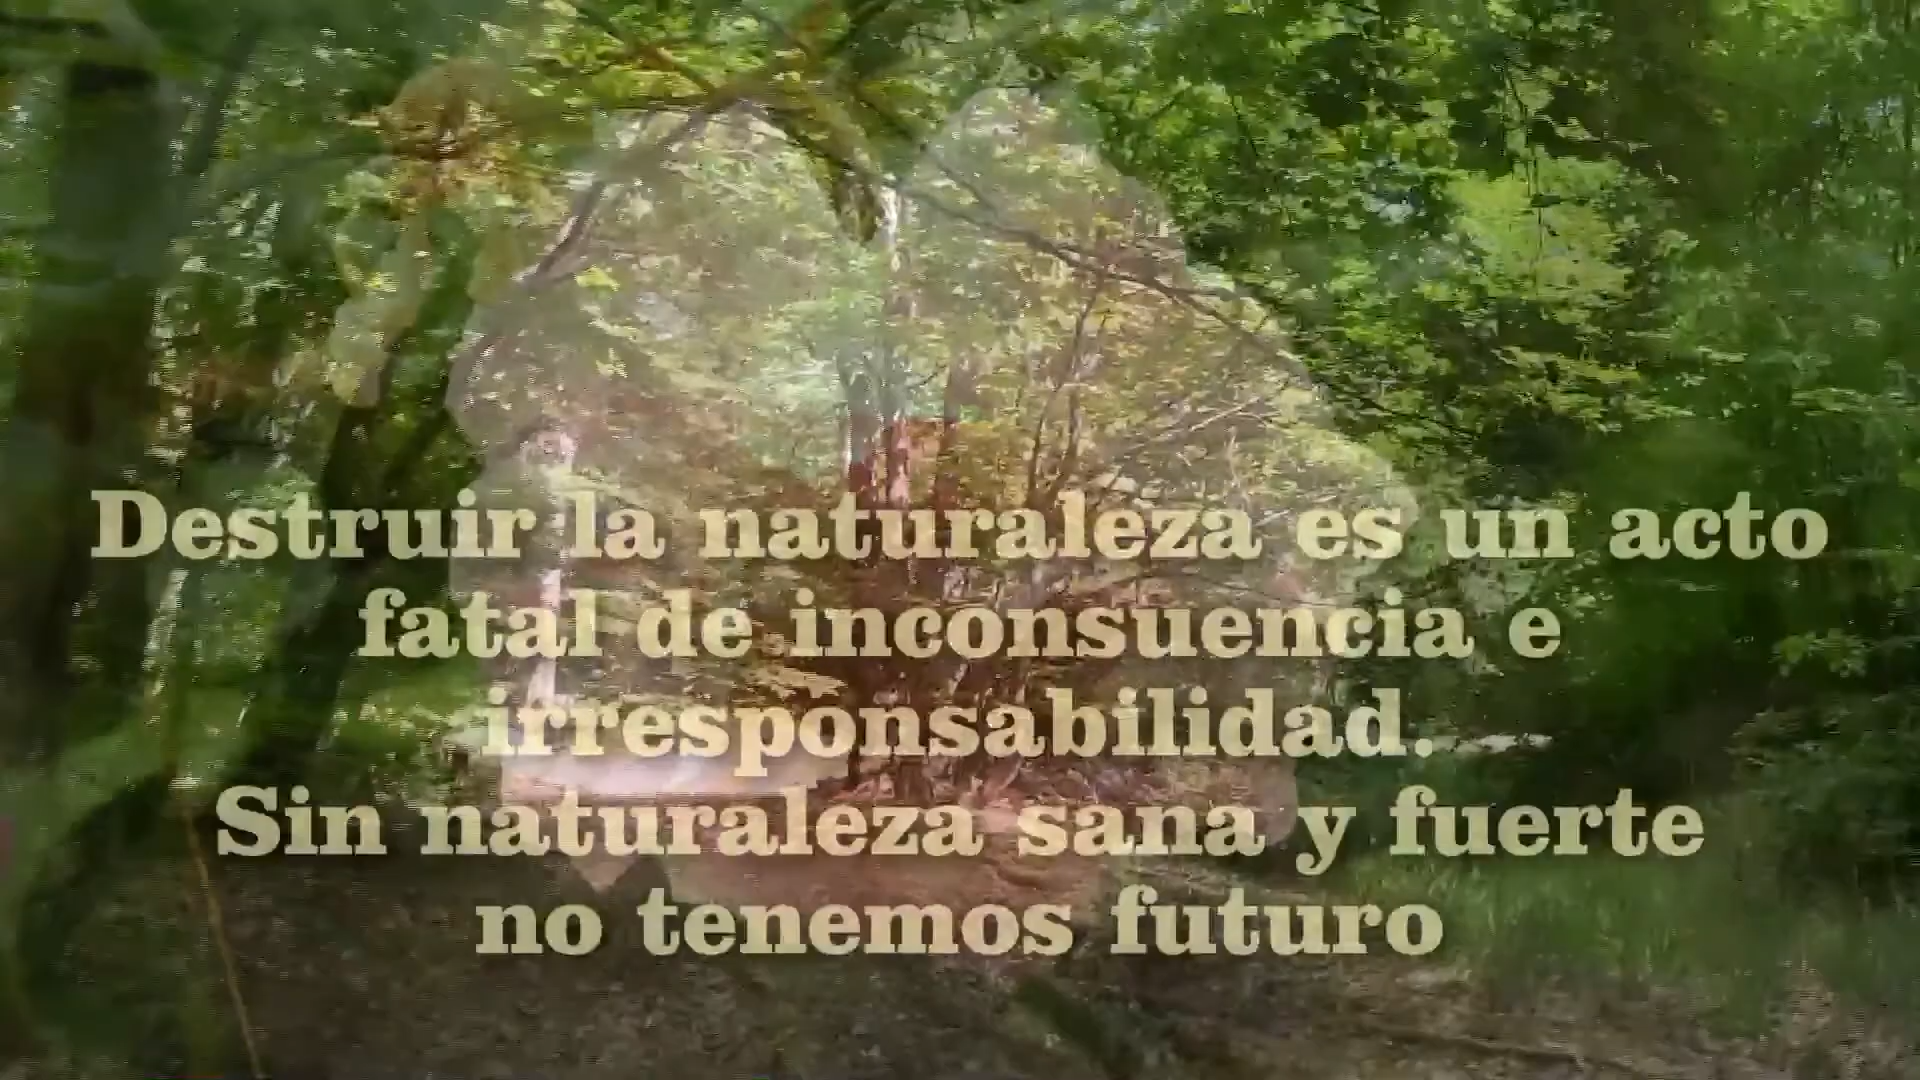 Destruir la naturaleza es un acto
fatal de inconsuencia e
irresponsabilidad.
Sin naturaleza sana y fuerte
no tenemos futuro